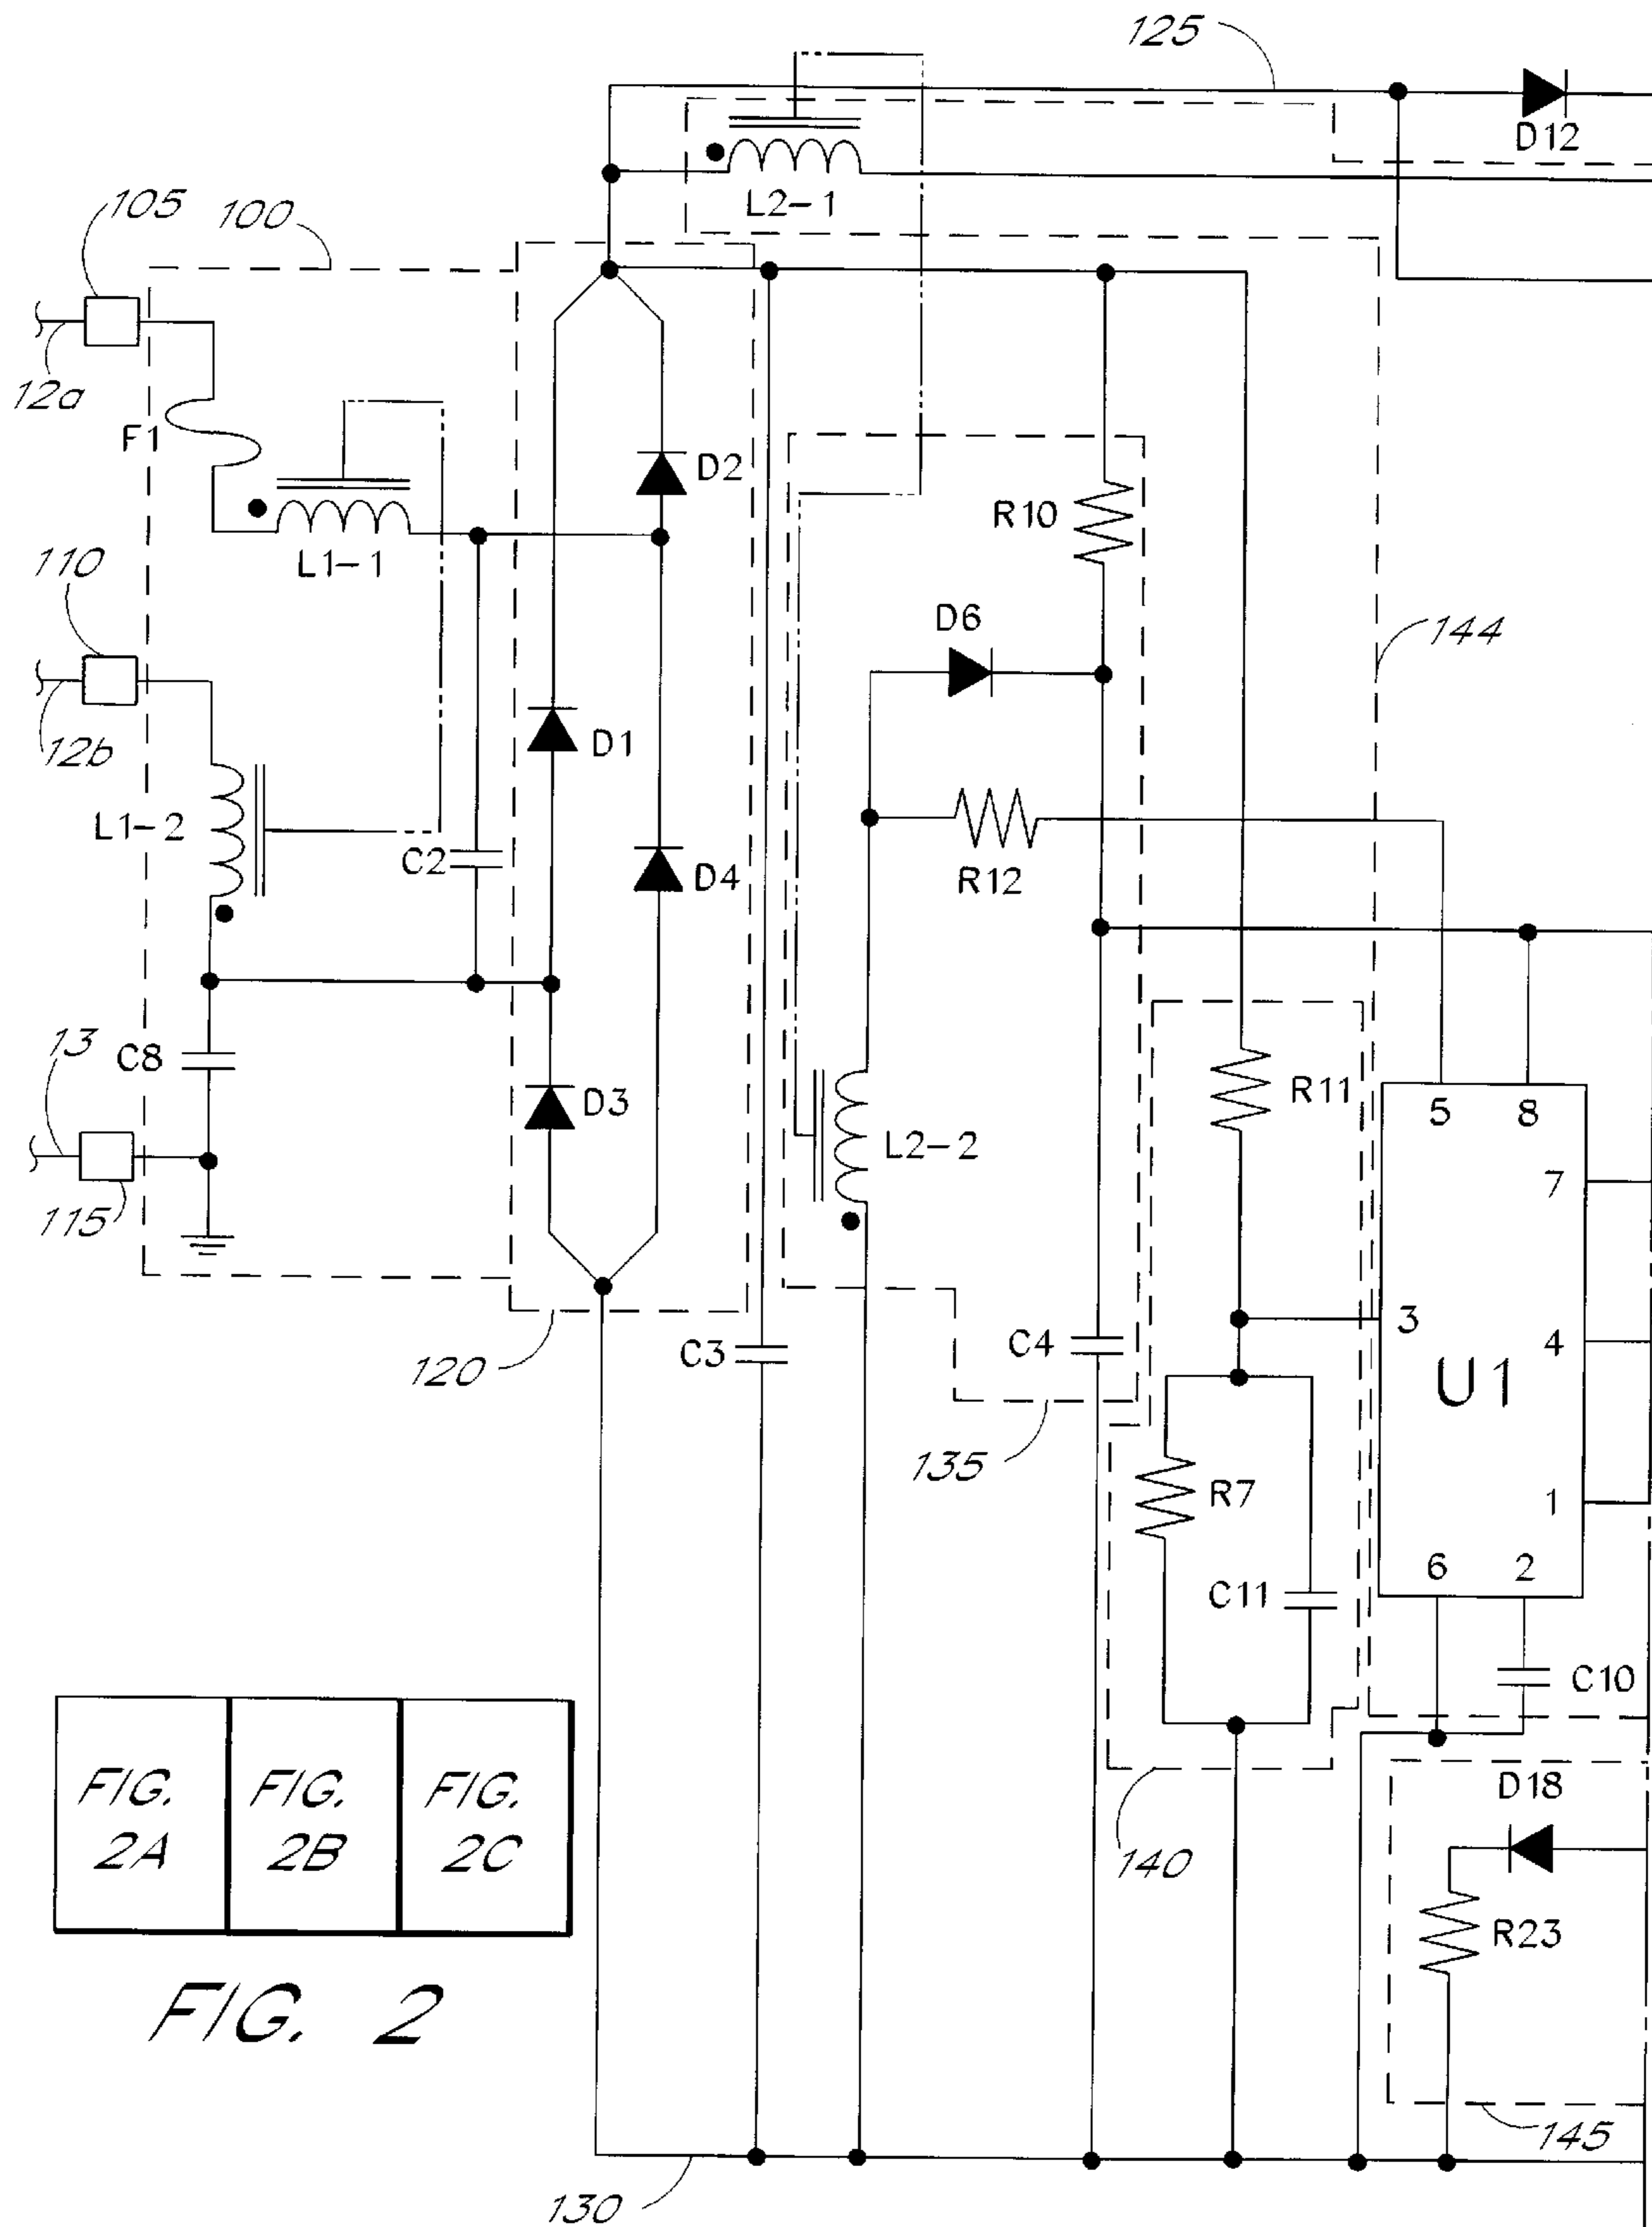 125
D12
L2-1
105
100
12a
F1
D2
L1-1
R10
110
D6
144
12b
D1
L1-2
C2
D4
R12
13
C8
D3
R11
5
8
L2-2
7
115
3
4
C3
C4
120
U1
135
R7
1
6
2
C11
C10
D18
FIG.
2A
FIG.
2B
FIG.
2C
140
R23
FIG. 2
145
130